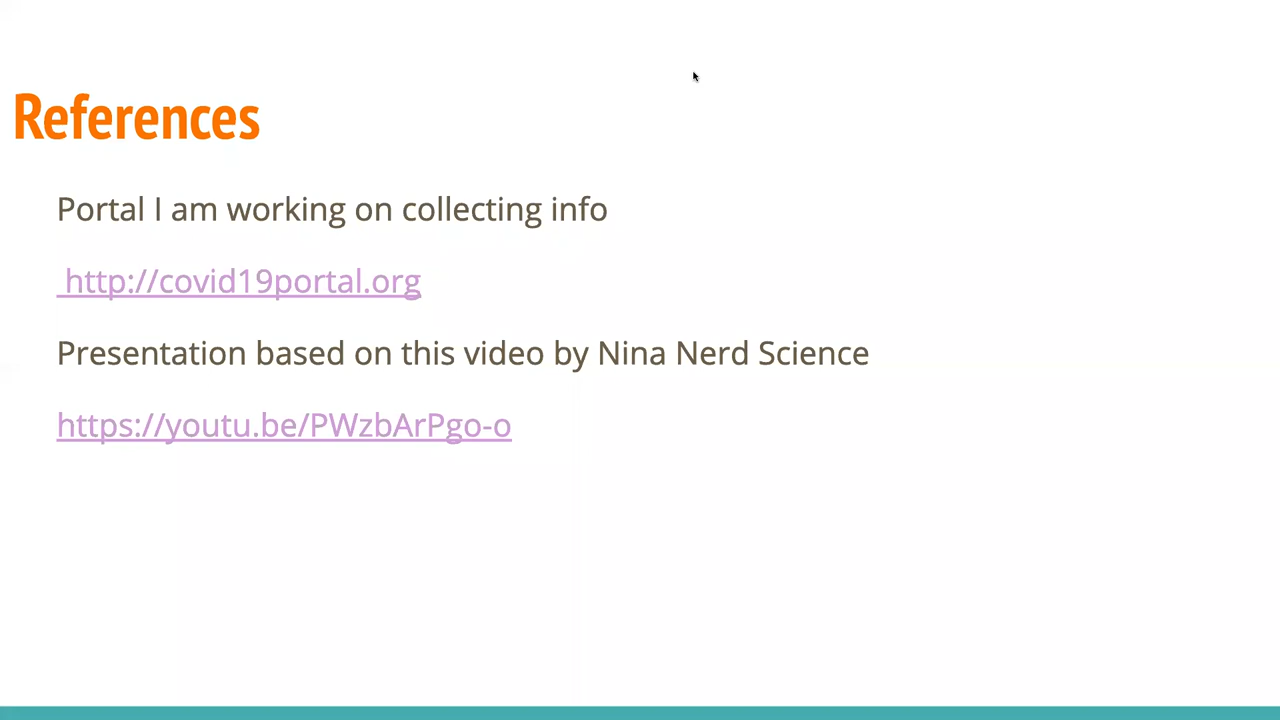 References
Portal I am working on collecting info
http://covid19portal.org
Presentation based on this video by Nina Nerd Science
https://youtu.be/PWzbArPgo-o